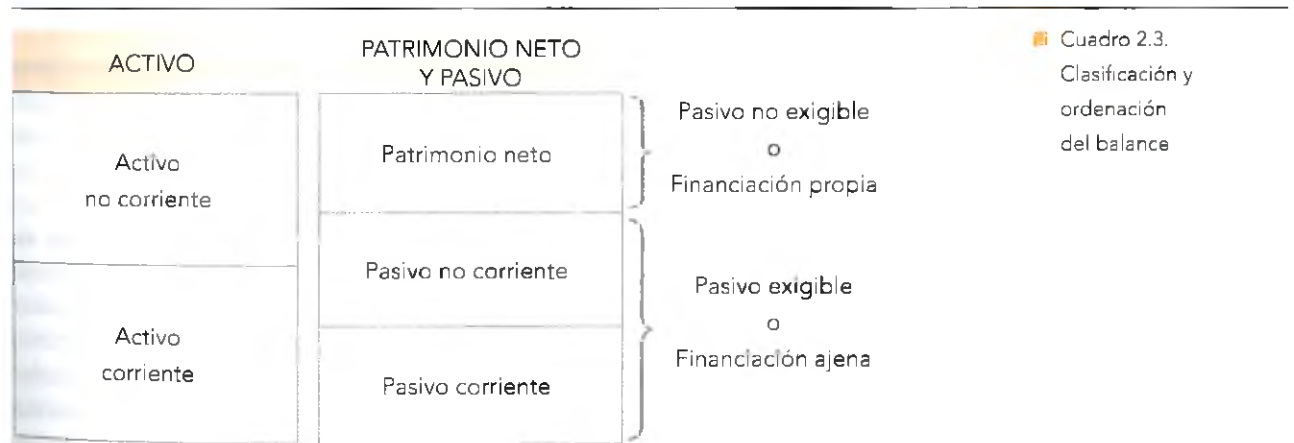 ACTIVO
PATRIMONIO NETO
Y PASIVO
Activo
no corriente
Activo
corriente
Patrimonio neto
Pasivo no corriente
Pasivo corriente
Pasivo no exigible
o
Financiación propia
Pasivo exigible
o
Financiación ajena
Cuadro 2.3.
Clasificación y
ordenación
del balance